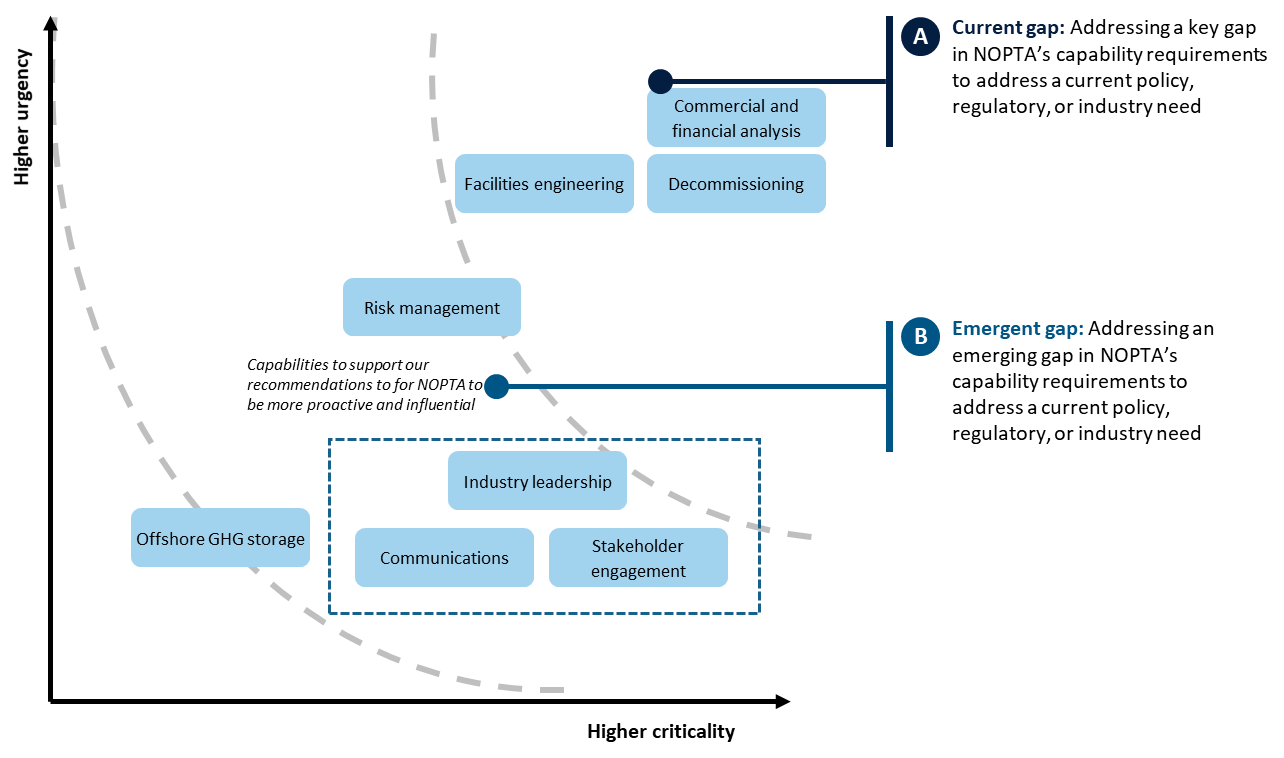 Higher urgency
A
Current gap: Addressing a key gap
in NOPTA's capability requirements
to address a current policy,
regulatory, or industry need
Commercial and
financial analysis
Facilities engineering
Decommissioning
Risk management
B
Emergent gap: Addressing an
emerging gap in NOPTA's
capability requirements to
address a current policy,
regulatory, or industry need
Capabilities to support our
recommendations to for NOPTA to
be more proactive and influential
Industry leadership
Offshore GHG storage
Communications
Stakeholder
engagement
Higher criticality